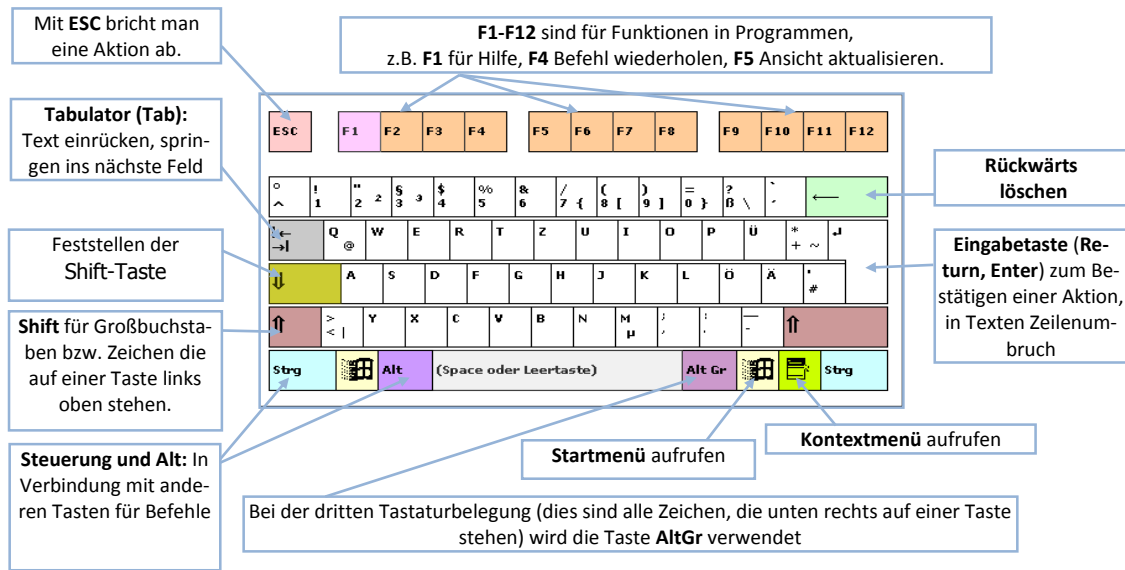 Mit ESC bricht man
eine Aktion ab.
F1-F12 sind für Funktionen in Programmen,
z.B. F1 für Hilfe, F4 Befehl wiederholen, F5 Ansicht aktualisieren.
Tabulator (Tab):
Text einrücken, sprin-
gen ins nächste Feld
Feststellen der
Shift-Taste
Shift für Großbuchsta-
ben bzw. Zeichen die
auf einer Taste links
oben stehen.
Steuerung und Alt: In
Verbindung mit ande-
ren Tasten für Befehle
ESC F1 F2 F3 F4 F5 F6 F7 F8 F9 F10 F11 F12
° ! " § $ % & / ( ) = ? `
^ 1 2 ² 3 ³ 4 5 6 7 { 8 [ 9 ] 0 } ß \ ´ ←
Q @ W E R T Z U I O P Ü * + ~ ↲
⇓ A S D F G H J K L Ö Ä ' #
⇑ > < | Y X C V B N M µ ; , : . _ - ⇑
Strg Alt (Space oder Leertaste) Alt Gr Strg
Rückwärts
löschen
Eingabetaste (Re-
turn, Enter) zum Be-
stätigen einer Aktion,
in Texten Zeilenum-
bruch
Startmenü aufrufen
Kontextmenü aufrufen
Bei der dritten Tastaturbelegung (dies sind alle Zeichen, die unten rechts auf einer Taste
stehen) wird die Taste AltGr verwendet